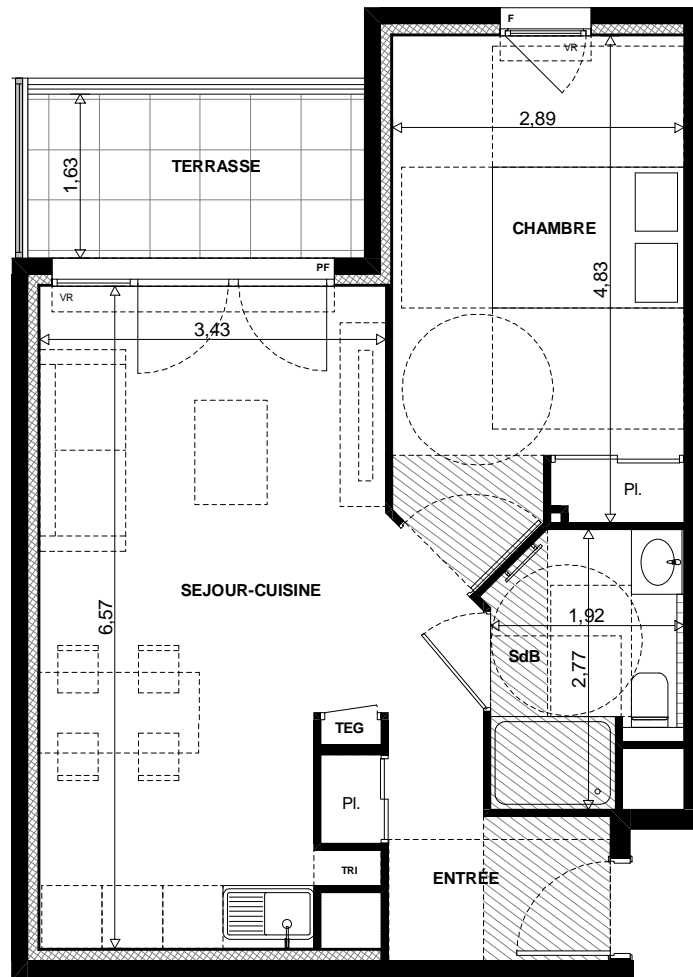 F
VR
2,89
TERRASSE
1,63
CHAMBRE
4,83
PF
VR
3,43
Pl.
SEJOUR-CUISINE
6,57
1,92
SdB
2,77
TEG
Pl.
TRI
ENTRÉE